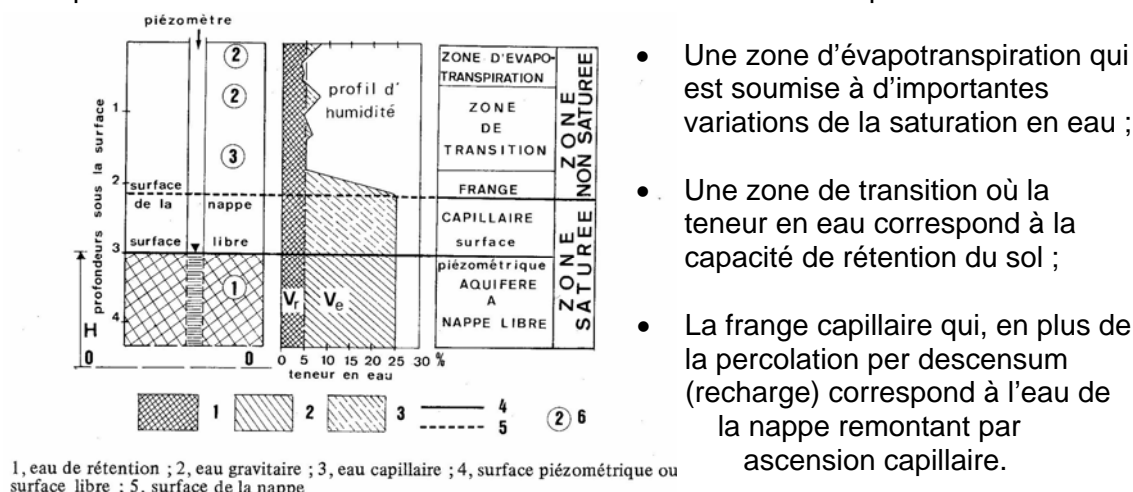 piézomètre
2
2
3
1
1
2
3
4
profondeurs sous la surface
surface
de la nappe
surface libre
H
0 0
profil d'
humidité
Vr Ve
0 5 10 15 20 25 30 %
teneur en eau
ZONE D'EVAPO-
TRANSPIRATION
ZONE
DE
TRANSITION
FRANGE
CAPILLAIRE
surface
piézométrique
AQUIFERE
A
NAPPE LIBRE
ZONE
NON SATUREE
ZONE
SATUREE
1 2 3 4
5
2 6
1, eau de rétention ; 2, eau gravitaire ; 3, eau capillaire ; 4, surface piézométrique ou
surface libre ; 5, surface de la nappe
• Une zone d'évapotranspiration qui
est soumise à d'importantes
variations de la saturation en eau ;
• Une zone de transition où la
teneur en eau correspond à la
capacité de rétention du sol ;
• La frange capillaire qui, en plus de
la percolation per descensum
(recharge) correspond à l'eau de
la nappe remontant par
ascension capillaire.